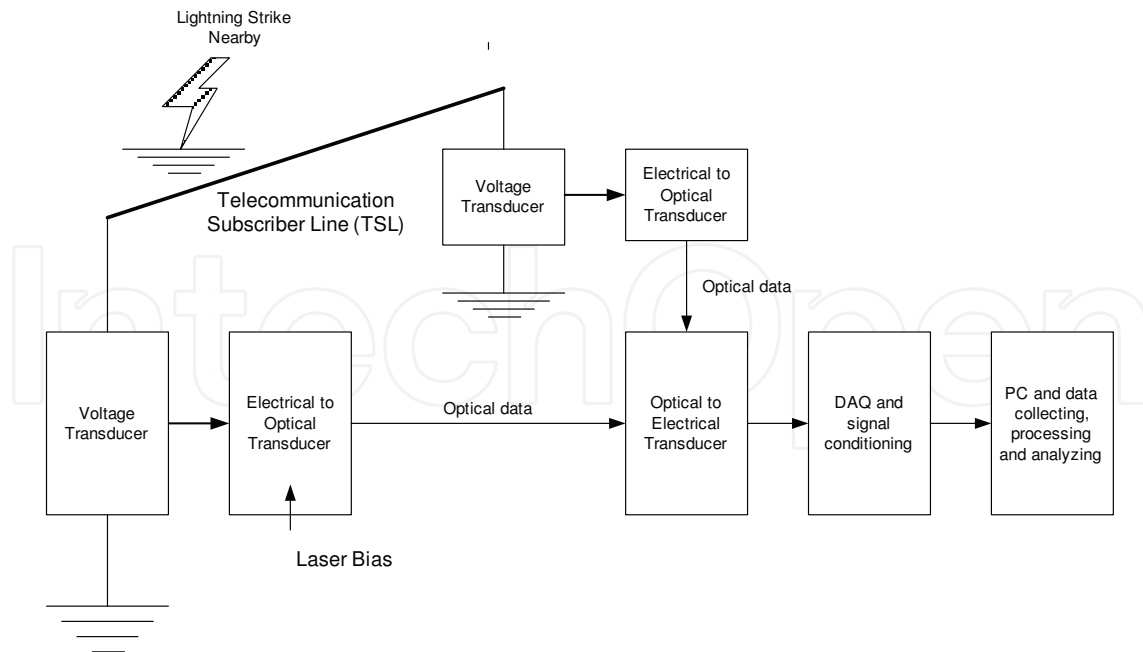 Lightning Strike
Nearby
Telecommunication
Subscriber Line (TSL)
Voltage
Transducer
Electrical to
Optical
Transducer
Optical data
Voltage
Transducer
Electrical to
Optical
Transducer
Optical data
Optical to
Electrical
Transducer
DAQ and
signal
conditioning
PC and data
collecting,
processing
and analyzing
Laser Bias
IntechOpen